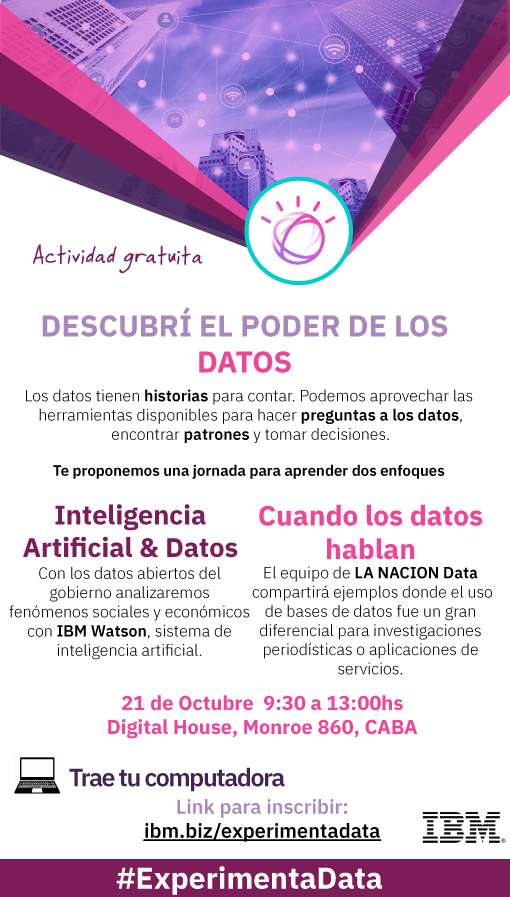 Actividad gratuita
DESCUBRÍ EL PODER DE LOS
DATOS
Los datos tienen historias para contar. Podemos aprovechar las
herramientas disponibles para hacer preguntas a los datos,
encontrar patrones y tomar decisiones.
Te proponemos una jornada para aprender dos enfoques
Inteligencia
Artificial & Datos
Con los datos abiertos del
gobierno analizaremos
fenómenos sociales y económicos
con IBM Watson, sistema de
inteligencia artificial.
Cuando los datos
hablan
El equipo de LA NACION Data
compartirá ejemplos donde el uso
de bases de datos fue un gran
diferencial para investigaciones
periodísticas o aplicaciones de
servicios.
21 de Octubre 9:30 a 13:00hs
Digital House, Monroe 860, CABA
Trae tu computadora
Link para inscribir:
ibm.biz/experimentadata
IBM®
#ExperimentaData